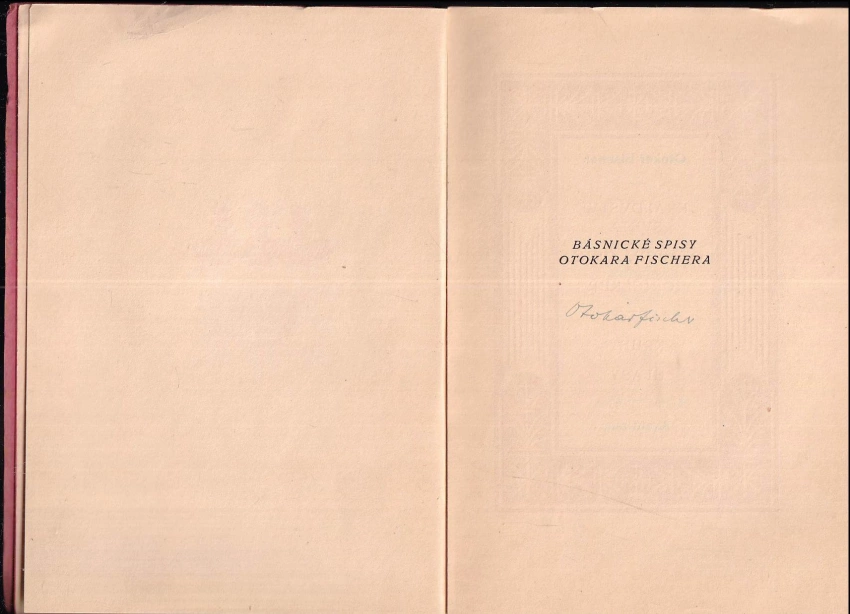 BÁSNICKÉ SPISY
OTOKARA FISCHERA
Otokar Fischer